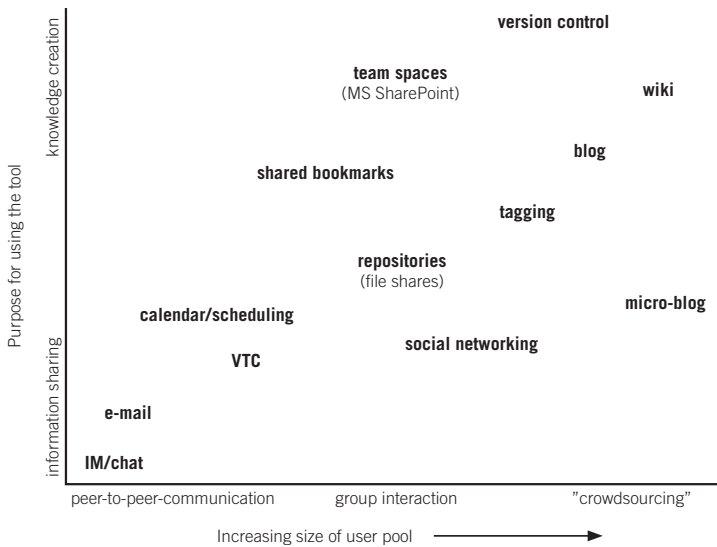 version control
team spaces
(MS SharePoint)
wiki
blog
shared bookmarks
tagging
repositories
(file shares)
micro-blog
calendar/scheduling
social networking
VTC
e-mail
IM/chat
knowledge creation
Purpose for using the tool
information sharing
peer-to-peer-communication
group interaction
”crowdsourcing”
Increasing size of user pool